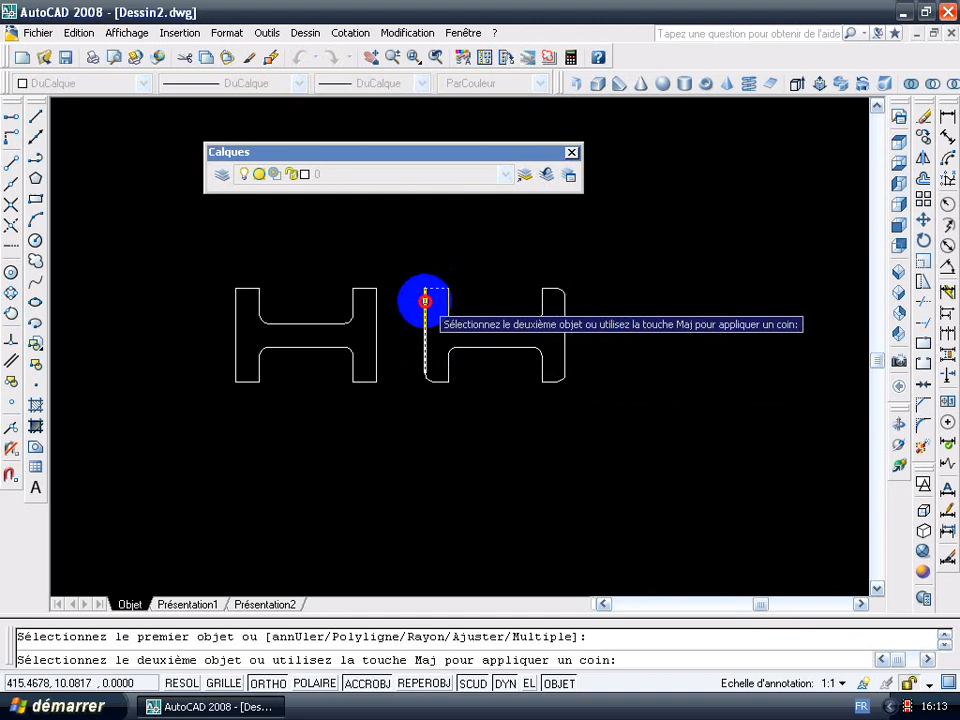 AutoCAD 2008 - [Dessin2.dwg]
Fichier Edition Affichage Insertion Format Outils Dessin Cotation Modification Fenêtre ?
Tapez une question pour obtenir de l'aide
DuCalque DuCalque DuCalque ParCouleur
Calques
0
Sélectionnez le deuxième objet ou utilisez la touche Maj pour appliquer un coin:
A
Objet Présentation1 Présentation2
Sélectionnez le premier objet ou [annUler/Polyligne/Rayon/Ajuster/Multiple]:
Sélectionnez le deuxième objet ou utilisez la touche Maj pour appliquer un coin:
415.4678, 10.0817 , 0.0000 RESOL GRILLE ORTHO POLAIRE ACCROBJ REPEROBJ SCUD DYN EL OBJET Echelle d'annotation: 1:1
démarrer AutoCAD 2008 - [Des... FR 16:13